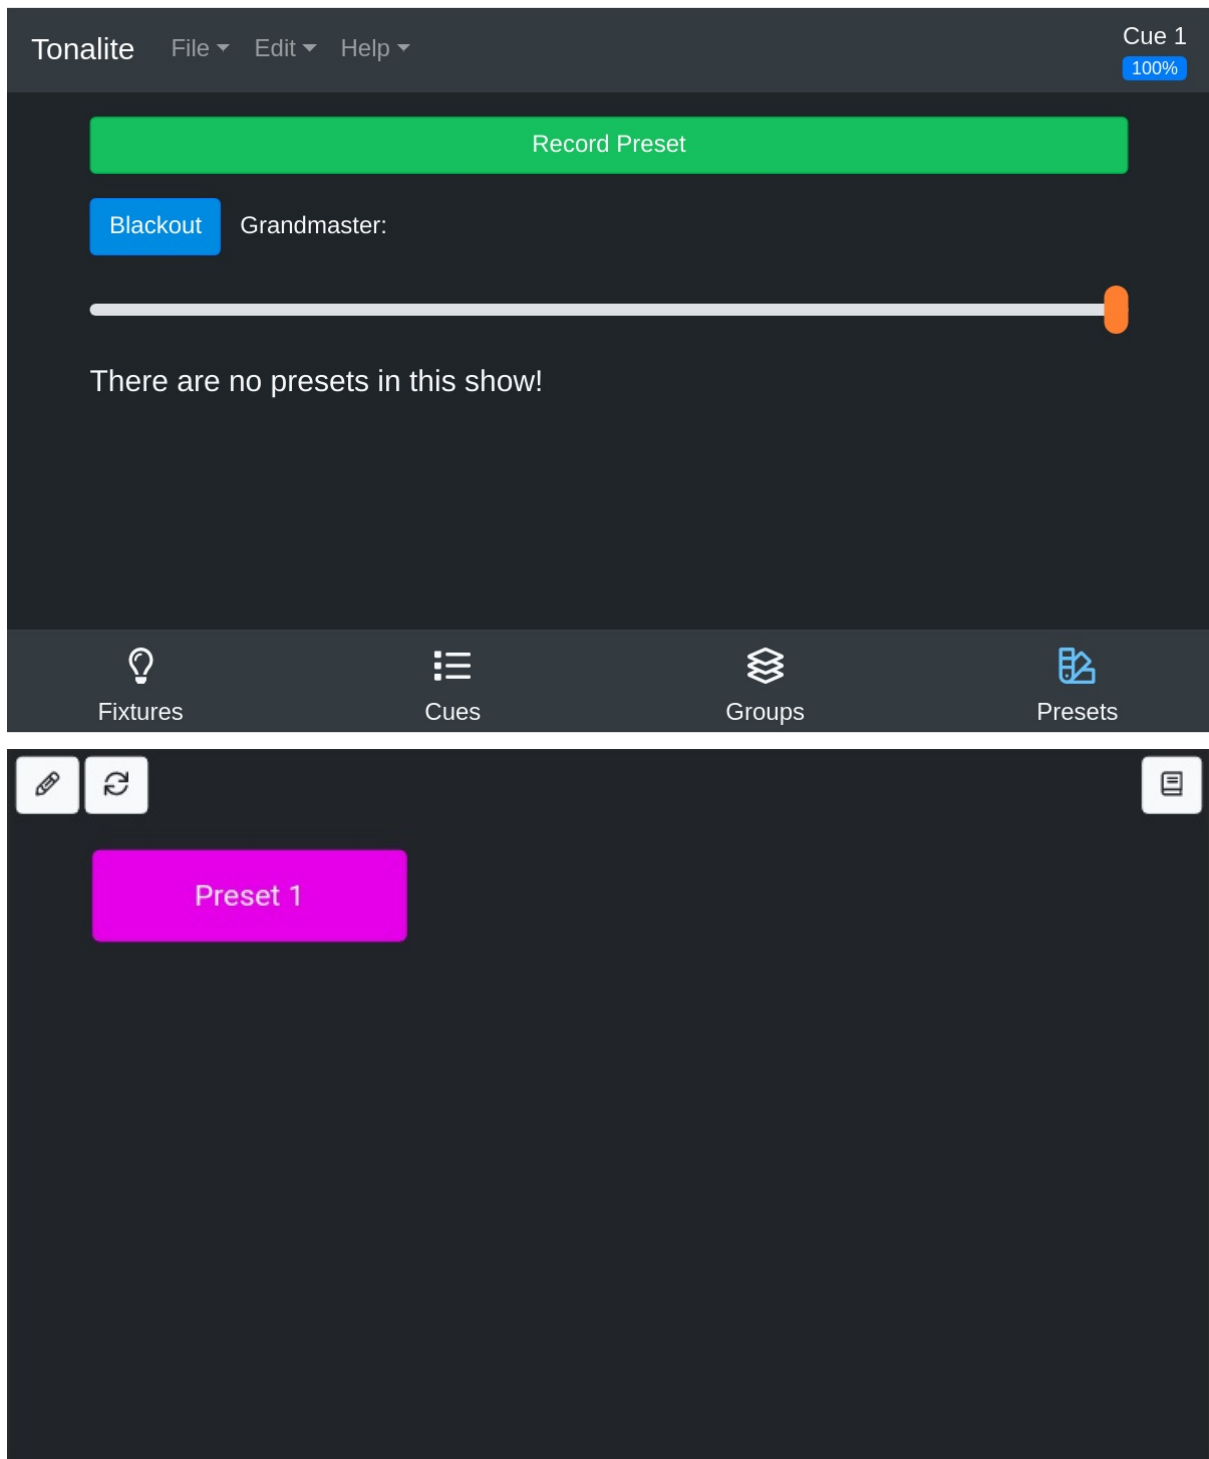 Tonalite File Edit Help Cue 1
100%
Record Preset
Blackout Grandmaster:
There are no presets in this show!
Fixtures Cues Groups Presets
Preset 1